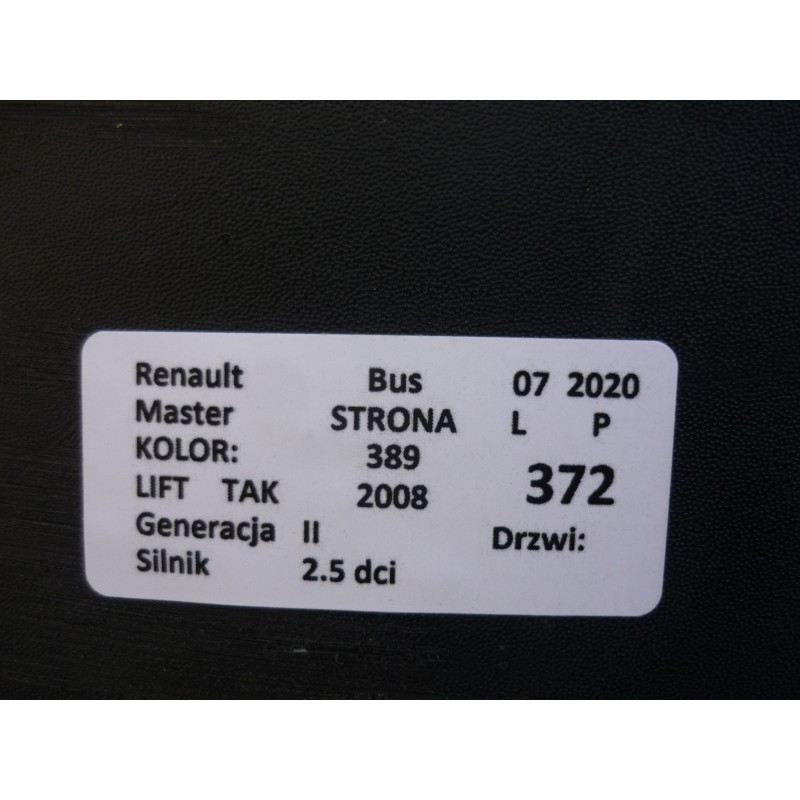 Renault Bus 07 2020
Master STRONA L P
KOLOR: 389 372
LIFT TAK 2008
Generacja II Drzwi:
Silnik 2.5 dci